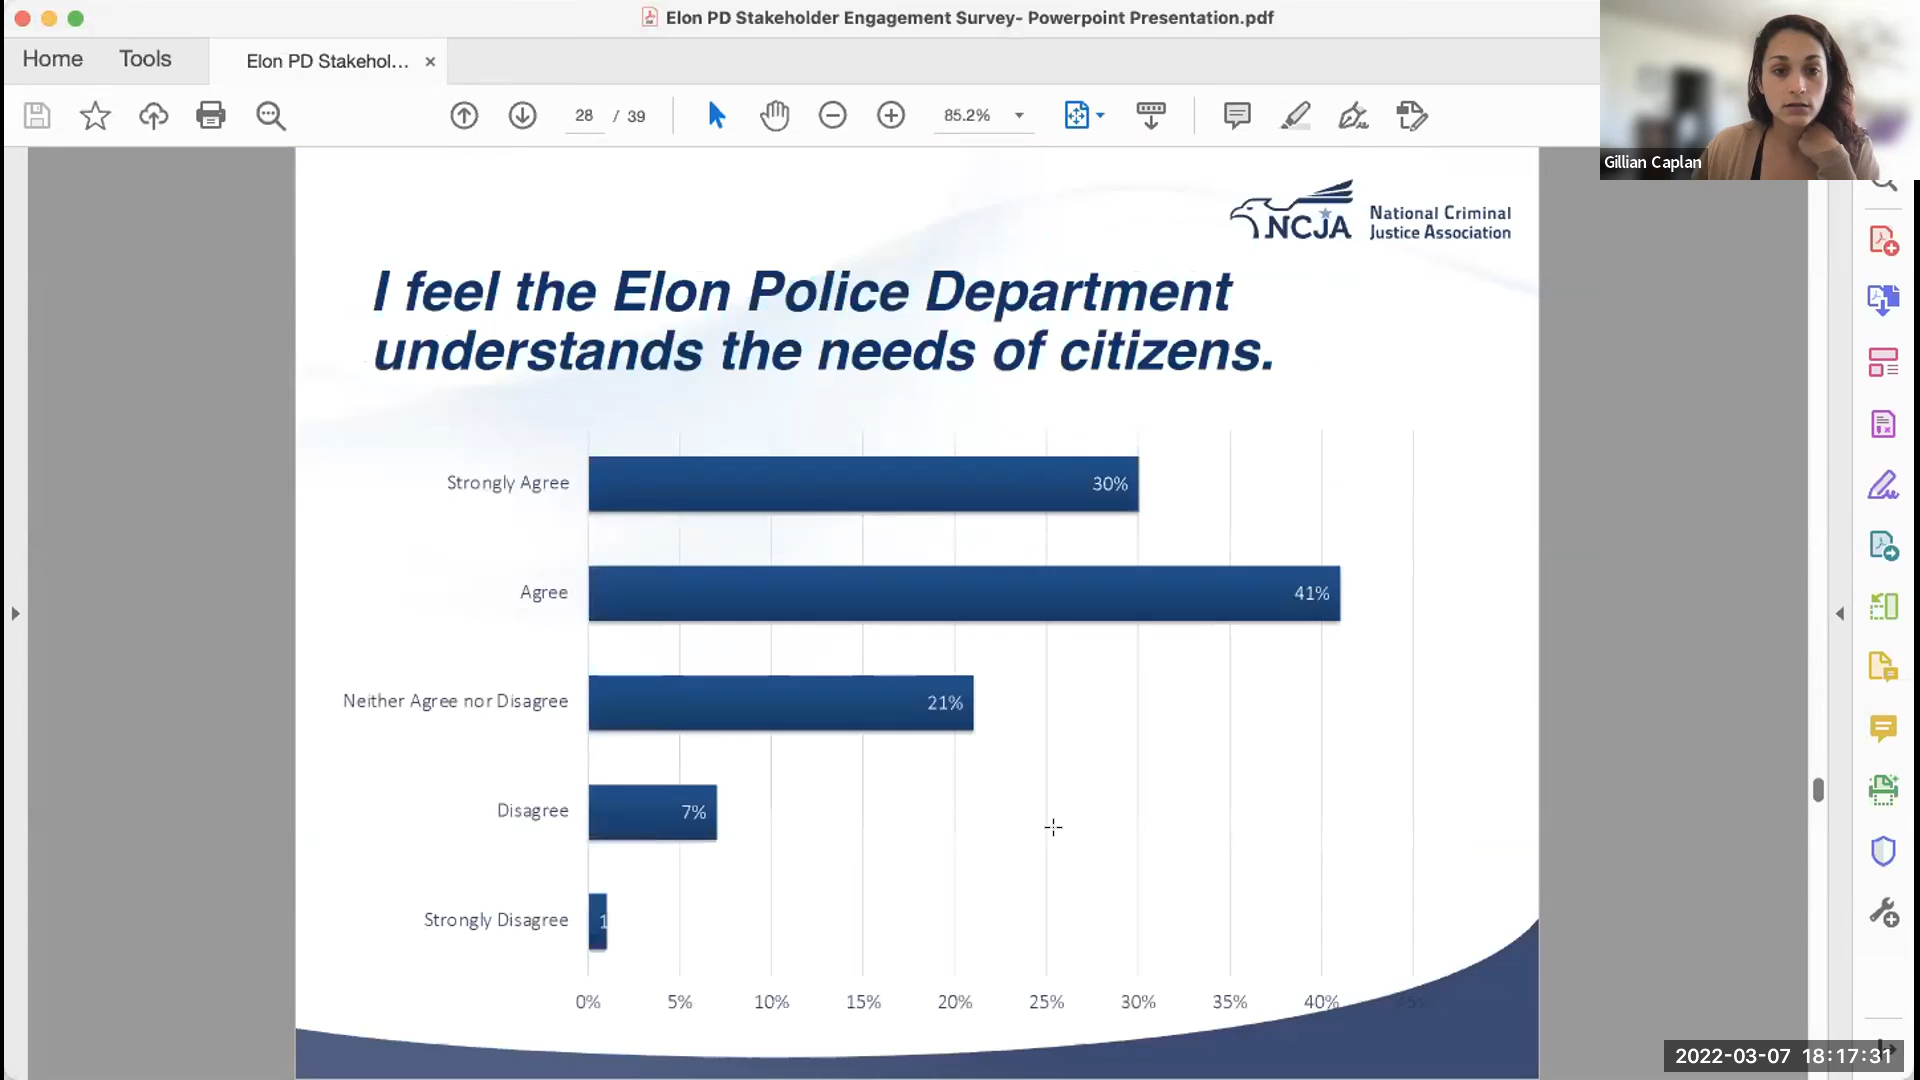 Elon PD Stakeholder Engagement Survey- Powerpoint Presentation.pdf
Home
Tools
Elon PD Stakehol...
28 / 39
85.2%
Gillian Caplan
NCJA
National Criminal
Justice Association
I feel the Elon Police Department
understands the needs of citizens.
Strongly Agree
30%
Agree
41%
Neither Agree nor Disagree
21%
Disagree
7%
Strongly Disagree
1
0% 5% 10% 15% 20% 25% 30% 35% 40% 45%
2022-03-07 18:17:31